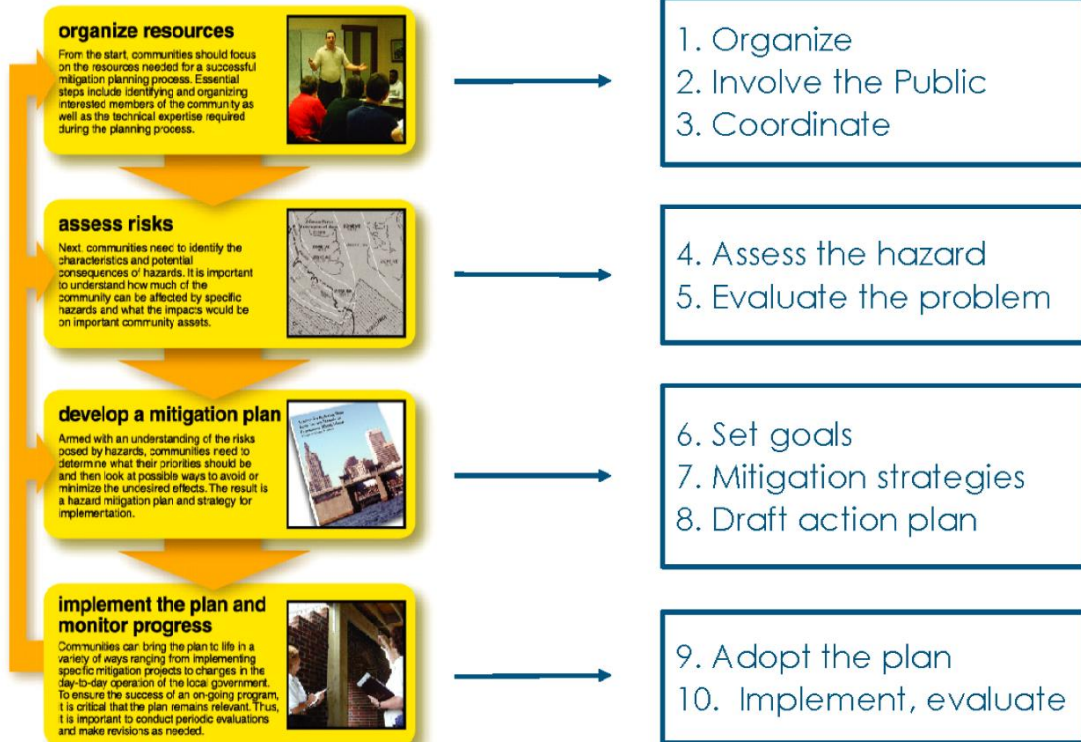 organize resources
From the start, communities should focus
on the resources needed for a successful
mitigation planning process. Essential
steps include identifying and organizing
interested members of the community as
well as the technical expertise required
during the planning process.
1. Organize
2. Involve the Public
3. Coordinate
assess risks
Next, communities need to identify the
characteristics and potential
consequences of hazards. It is important
to understand how much of the
community can be affected by specific
hazards and what the impacts would be
on important community assets.
4. Assess the hazard
5. Evaluate the problem
develop a mitigation plan
Armed with an understanding of the risks
posed by hazards, communities need to
determine what their priorities should be
and then look at possible ways to avoid or
minimize the undesired effects. The result is
a hazard mitigation plan and strategy for
implementation.
6. Set goals
7. Mitigation strategies
8. Draft action plan
implement the plan and
monitor progress
Communities can bring the plan to life in a
variety of ways ranging from implementing
specific mitigation projects to changes in the
day-to-day operation of the local government.
To ensure the success of an on-going program,
it is critical that the plan remains relevant. Thus,
it is important to conduct periodic evaluations
and make revisions as needed.
9. Adopt the plan
10. Implement, evaluate